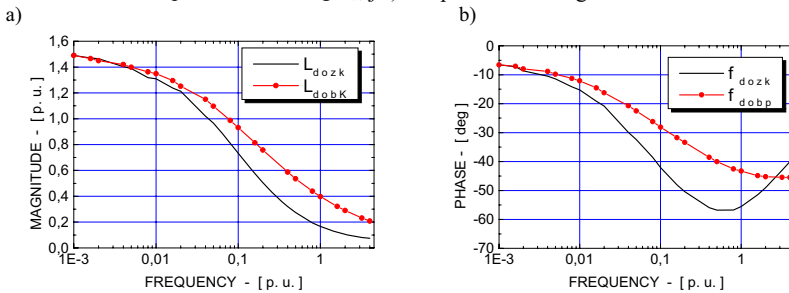 a)
b)
1,6
1,4
1,2
1,0
0,8
0,6
0,4
0,2
0,0
MAGNITUDE - [ p. u. ]
L dozk
L dobK
1E-3
0,01
0,1
1
FREQUENCY - [ p. u. ]
0
-10
-20
-30
-40
-50
-60
-70
PHASE - [ deg ]
f dozk
f dobp
1E-3
0,01
0,1
1
FREQUENCY - [ p. u. ]